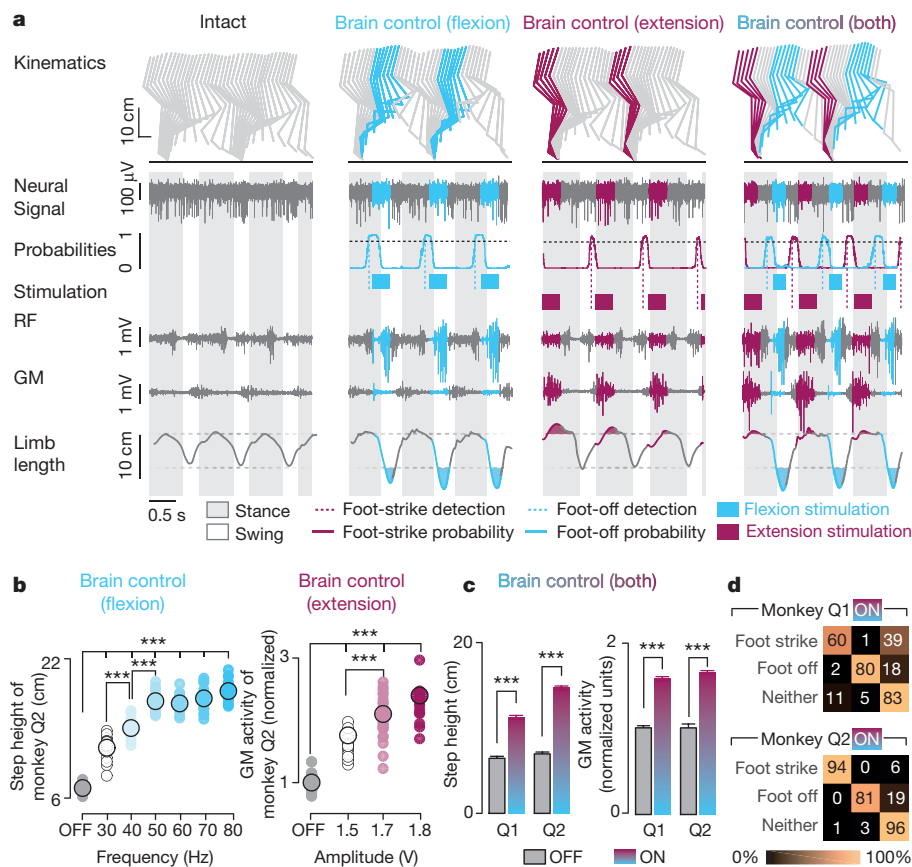 a
Intact
Brain control (flexion)
Brain control (extension)
Brain control (both)
Kinematics
10 cm
Neural
Signal
100 μV
Probabilities
1
0
Stimulation
RF
1 mV
GM
1 mV
Limb
length
10 cm
0.5 s
Stance
Swing
Foot-strike detection
Foot-strike probability
Foot-off detection
Foot-off probability
Flexion stimulation
Extension stimulation
b
Brain control
(flexion)
Step height of
monkey Q2 (cm)
22
6
***
***
***
OFF 30 40 50 60 70 80
Frequency (Hz)
Brain control
(extension)
GM activity of
monkey Q2 (normalized)
3
1
***
***
OFF 1.5 1.7 1.8
Amplitude (V)
c
Brain control (both)
Step height (cm)
20
0
***
***
Q1 Q2
GM activity
(normalized units)
2
0
***
***
Q1 Q2
OFF
ON
d
Monkey Q1 ON
Foot strike 60 1 39
Foot off 2 80 18
Neither 11 5 83
Monkey Q2 ON
Foot strike 94 0 6
Foot off 0 81 19
Neither 1 3 96
0% 100%